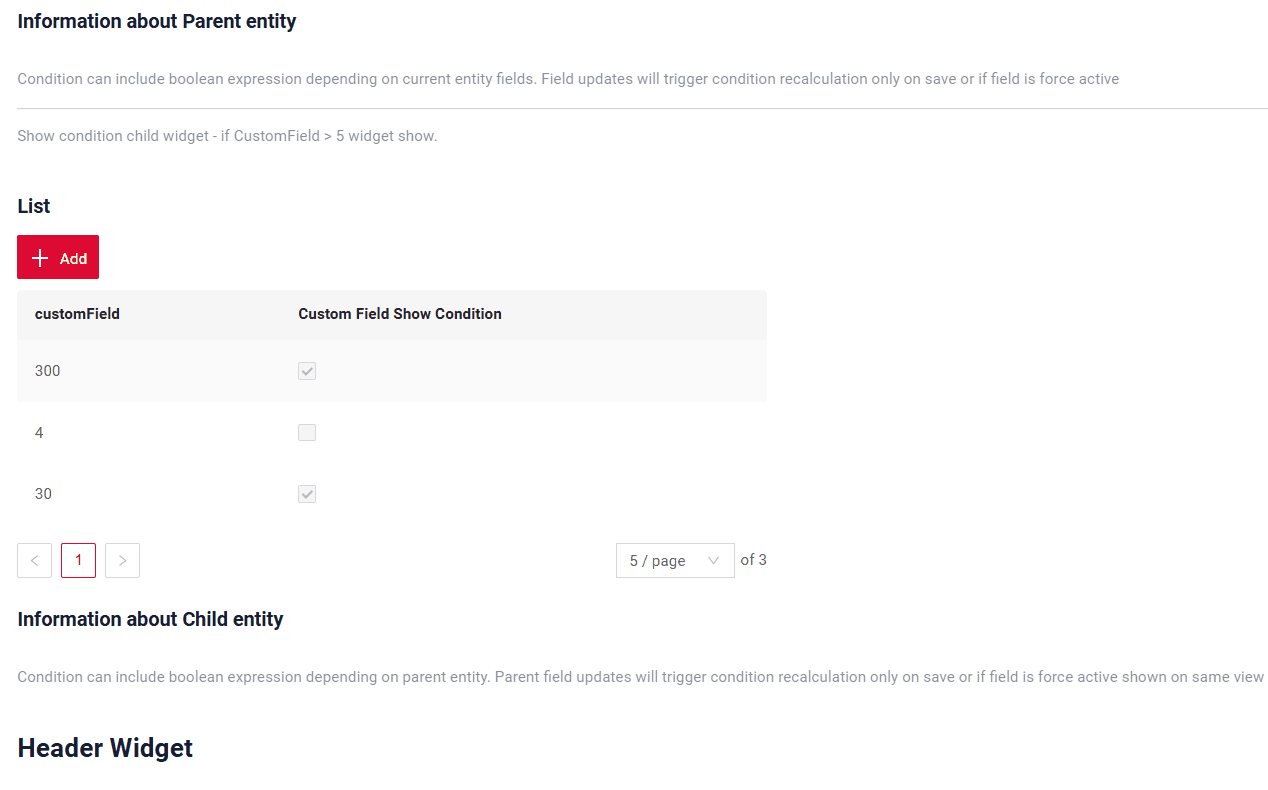 Information about Parent entity
Condition can include boolean expression depending on current entity fields. Field updates will trigger condition recalculation only on save or if field is force active
Show condition child widget - if CustomField > 5 widget show.
List
Add
customField Custom Field Show Condition
300
4
30
1 5 / page of 3
Information about Child entity
Condition can include boolean expression depending on parent entity. Parent field updates will trigger condition recalculation only on save or if field is force active shown on same view
Header Widget